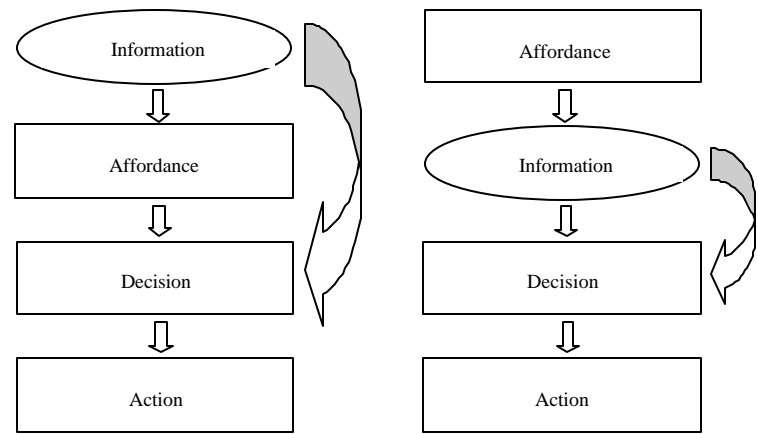 Information
Affordance
Decision
Action
Affordance
Information
Decision
Action